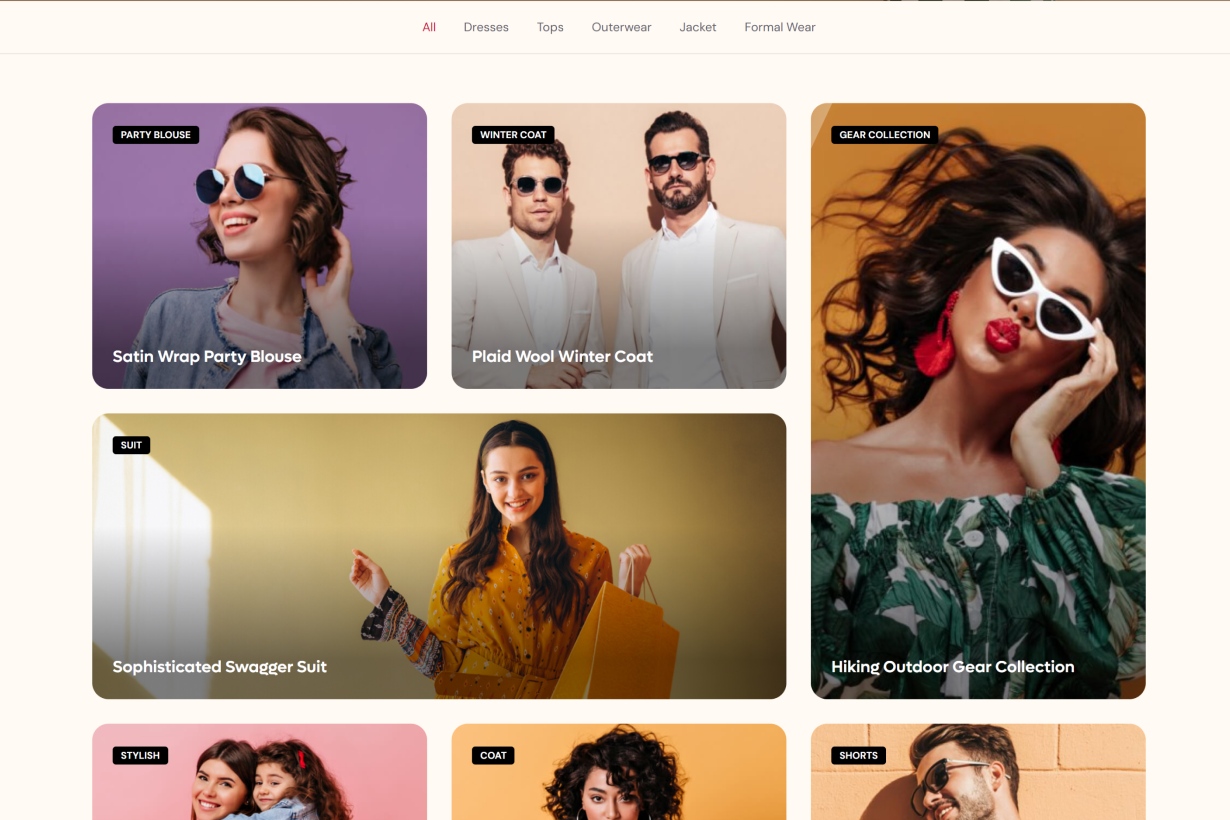 All Dresses Tops Outerwear Jacket Formal Wear
PARTY BLOUSE
Satin Wrap Party Blouse
WINTER COAT
Plaid Wool Winter Coat
GEAR COLLECTION
Hiking Outdoor Gear Collection
SUIT
Sophisticated Swagger Suit
STYLISH
COAT
SHORTS